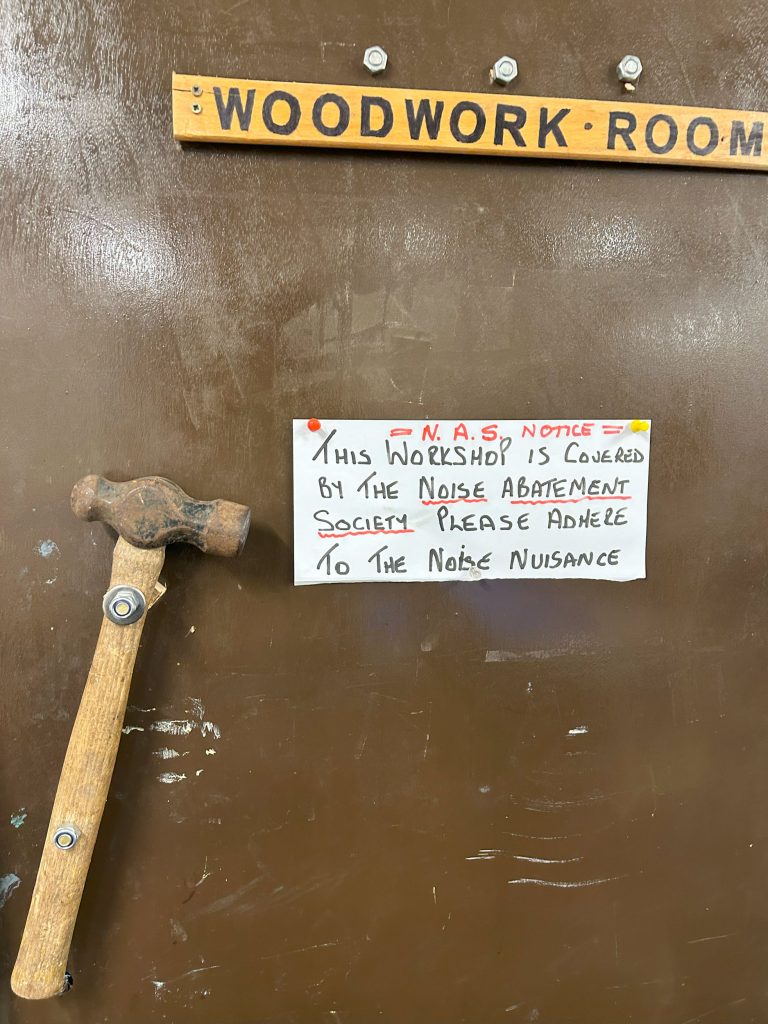 WOODWORK · ROOM
= N. A. S. NOTICE =
THIS WORKSHOP IS COVERED
BY THE NOISE ABATEMENT
SOCIETY PLEASE ADHERE
TO THE NOISE NUISANCE